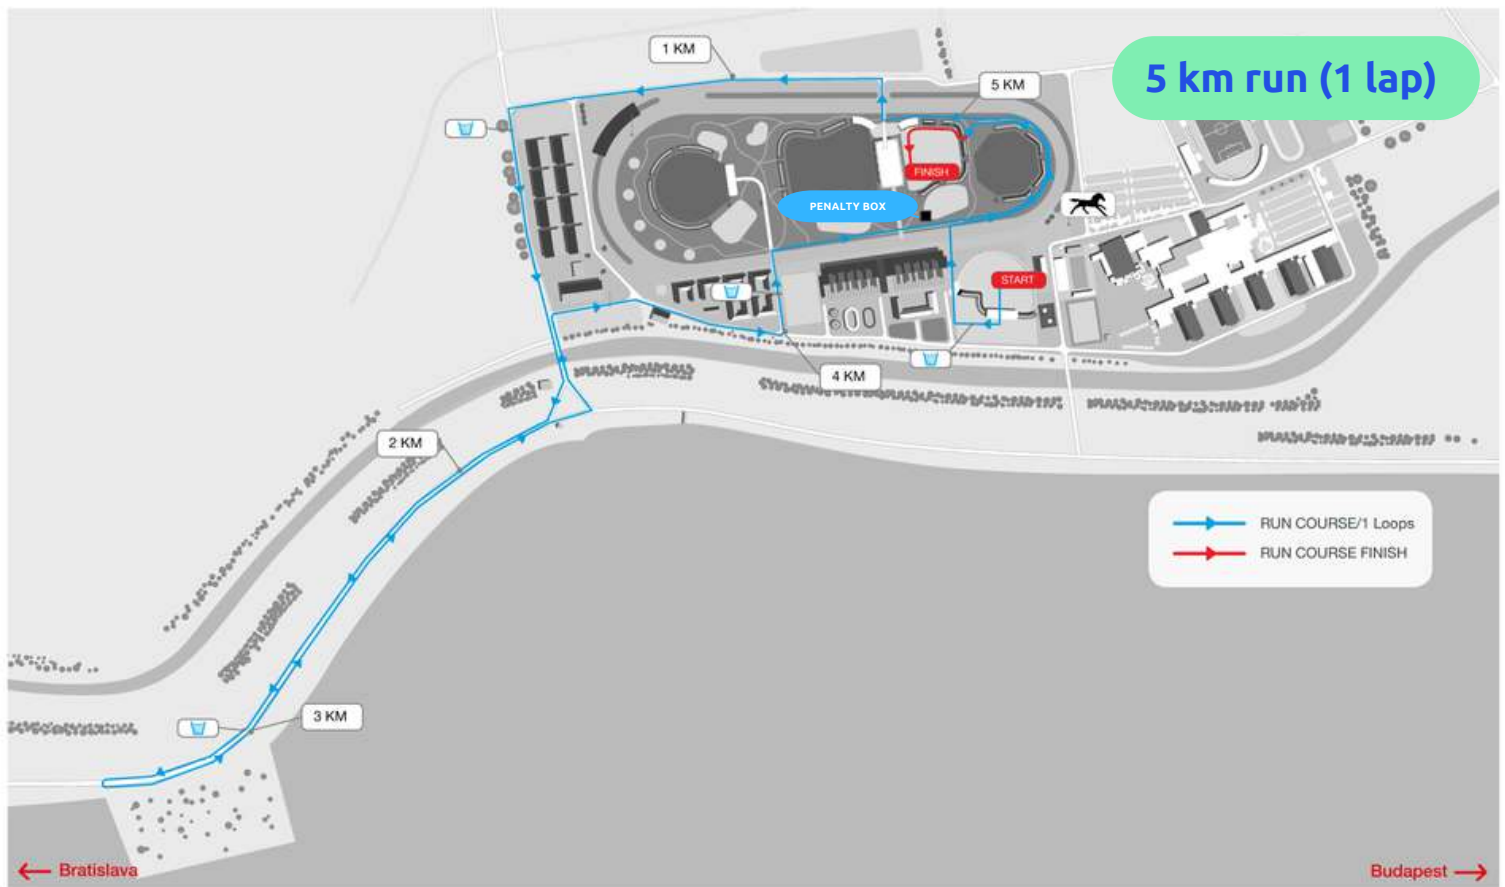 1 KM
5 km run (1 lap)
5 KM
FINISH
PENALTY BOX
START
4 KM
2 KM
RUN COURSE/1 Loops
RUN COURSE FINISH
3 KM
Bratislava
Budapest